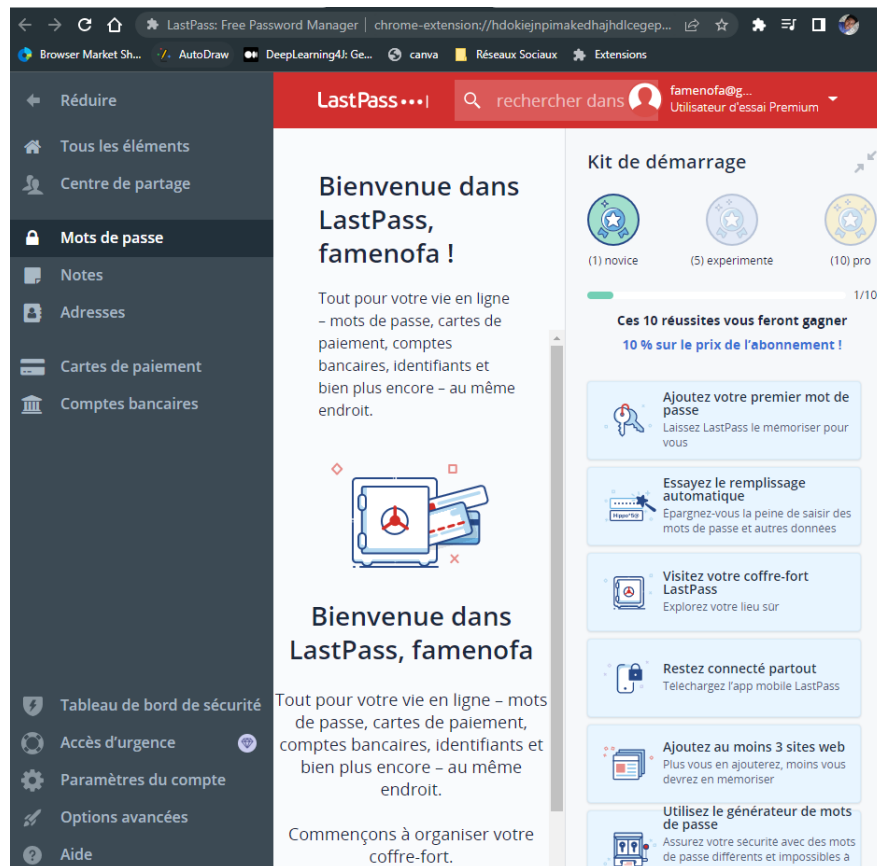 LastPass: Free Password Manager | chrome-extension://hdokiejnpimakedhajhdlcegep...
Browser Market Sh... AutoDraw DeepLearning4J: Ge... canva Réseaux Sociaux Extensions
Réduire
Tous les éléments
Centre de partage
Mots de passe
Notes
Adresses
Cartes de paiement
Comptes bancaires
Tableau de bord de sécurité
Accès d'urgence
Paramètres du compte
Options avancées
Aide
LastPass
rechercher dans
famenofa@g...
Utilisateur d'essai Premium
Bienvenue dans
LastPass,
famenofa !
Tout pour votre vie en ligne
– mots de passe, cartes de
paiement, comptes
bancaires, identifiants et
bien plus encore – au même
endroit.
Bienvenue dans
LastPass, famenofa
Tout pour votre vie en ligne – mots
de passe, cartes de paiement,
comptes bancaires, identifiants et
bien plus encore – au même
endroit.
Commençons à organiser votre
coffre-fort.
Kit de démarrage
(1) novice (5) expérimenté (10) pro
1/10
Ces 10 réussites vous feront gagner
10 % sur le prix de l'abonnement !
Ajoutez votre premier mot de
passe
Laissez LastPass le mémoriser pour
vous
Essayez le remplissage
automatique
Épargnez-vous la peine de saisir des
mots de passe et autres données
Visitez votre coffre-fort
LastPass
Explorez votre lieu sûr
Restez connecté partout
Téléchargez l'app mobile LastPass
Ajoutez au moins 3 sites web
Plus vous en ajouterez, moins vous
devrez en mémoriser
Utilisez le générateur de mots
de passe
Assurez votre sécurité avec des mots
de passe différents et impossibles à